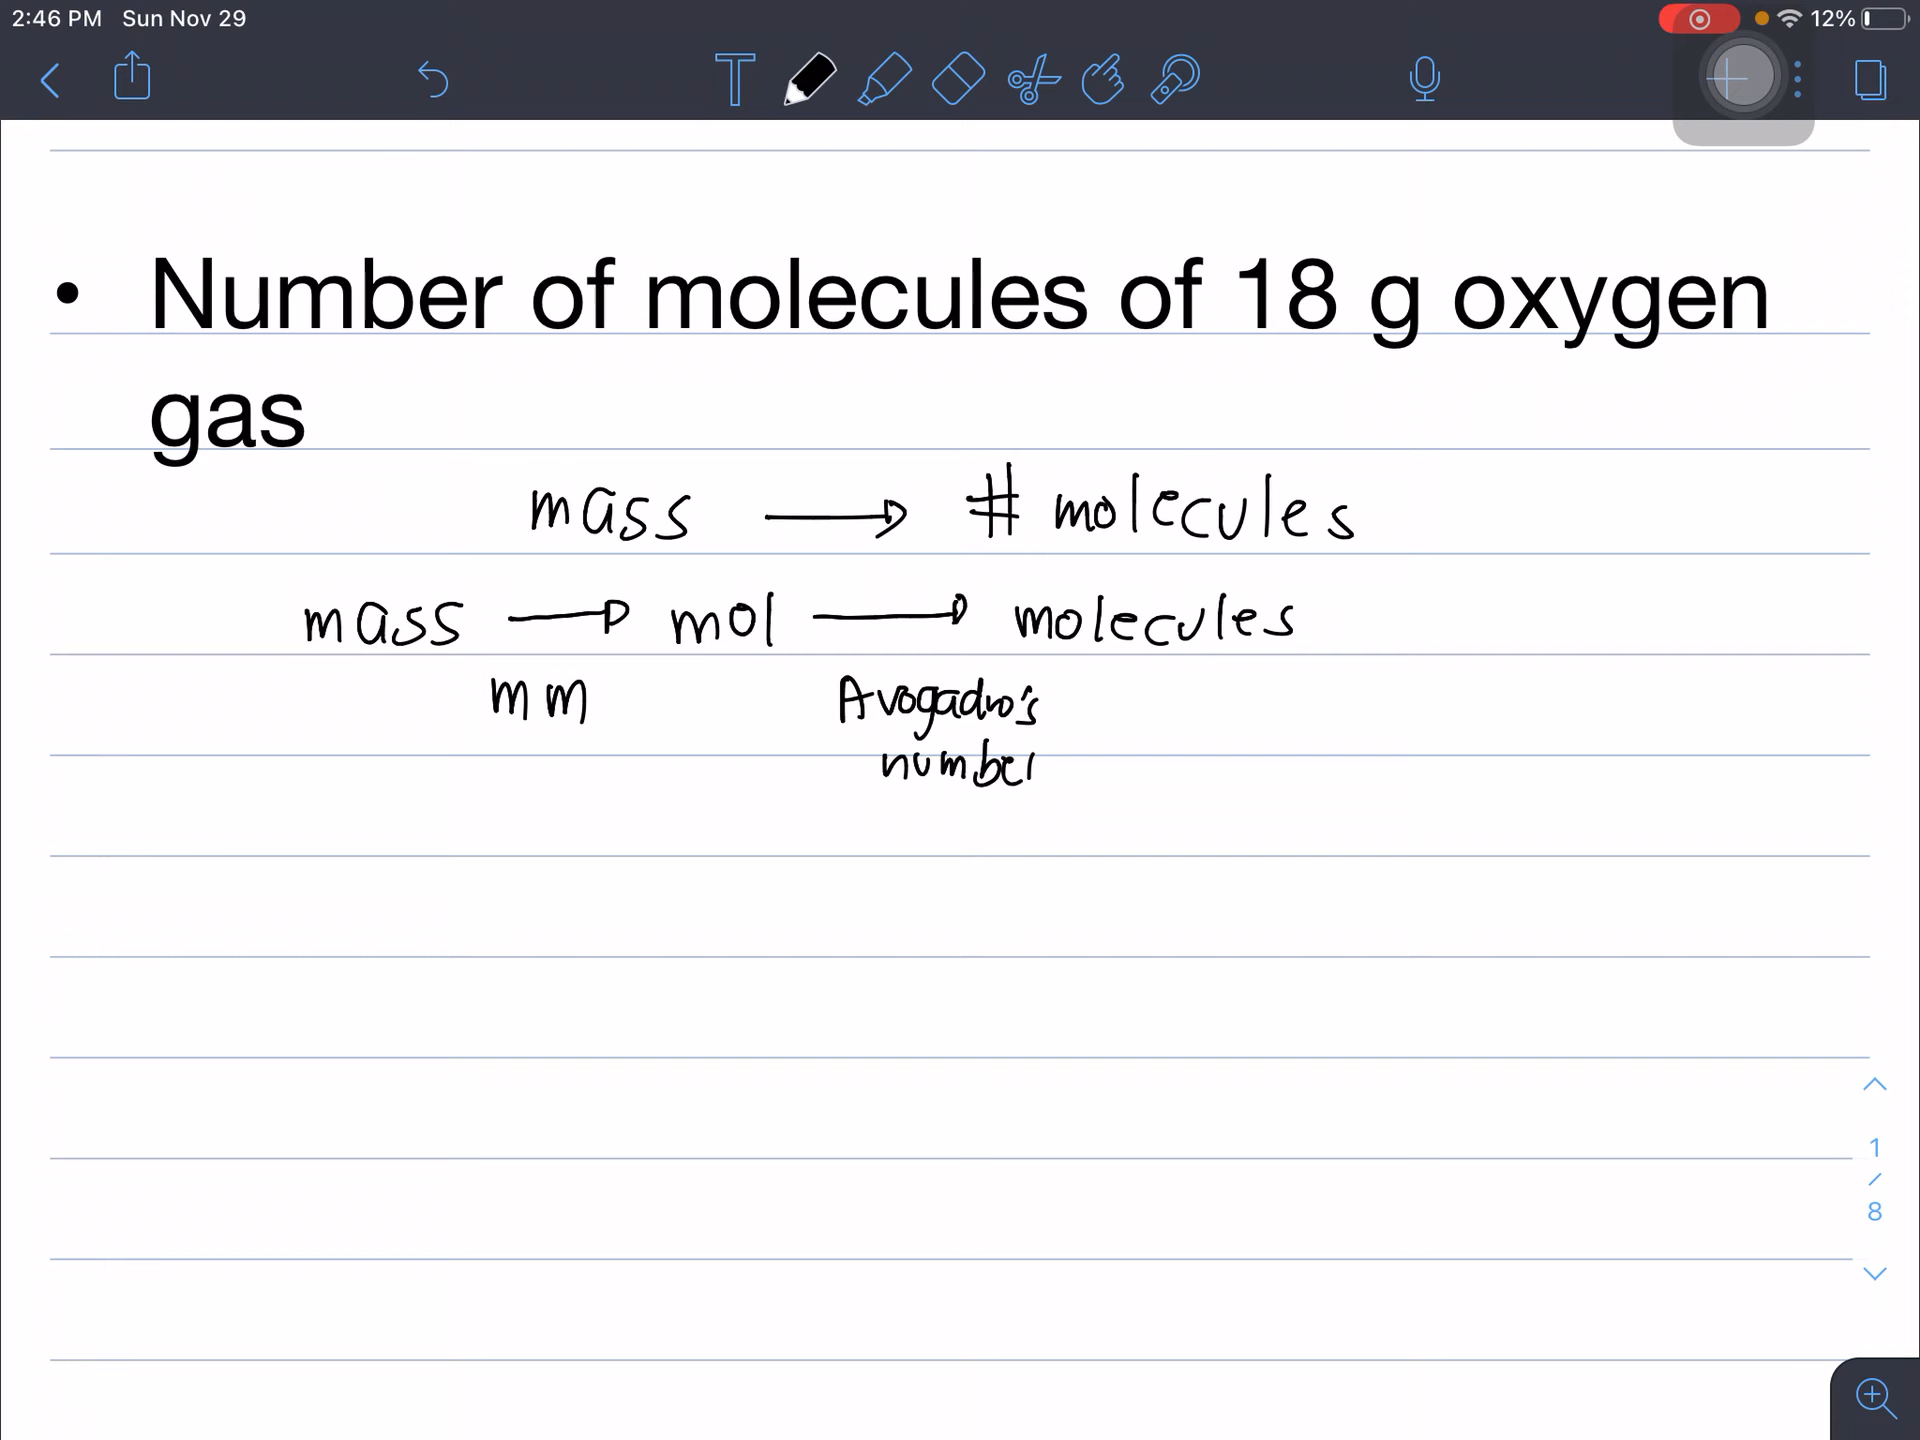 2:46 PM Sun Nov 29
12%
T
• Number of molecules of 18 g oxygen
gas
mass → # molecules
mass → mol → molecules
mm Avogadro's
number
1
/
8